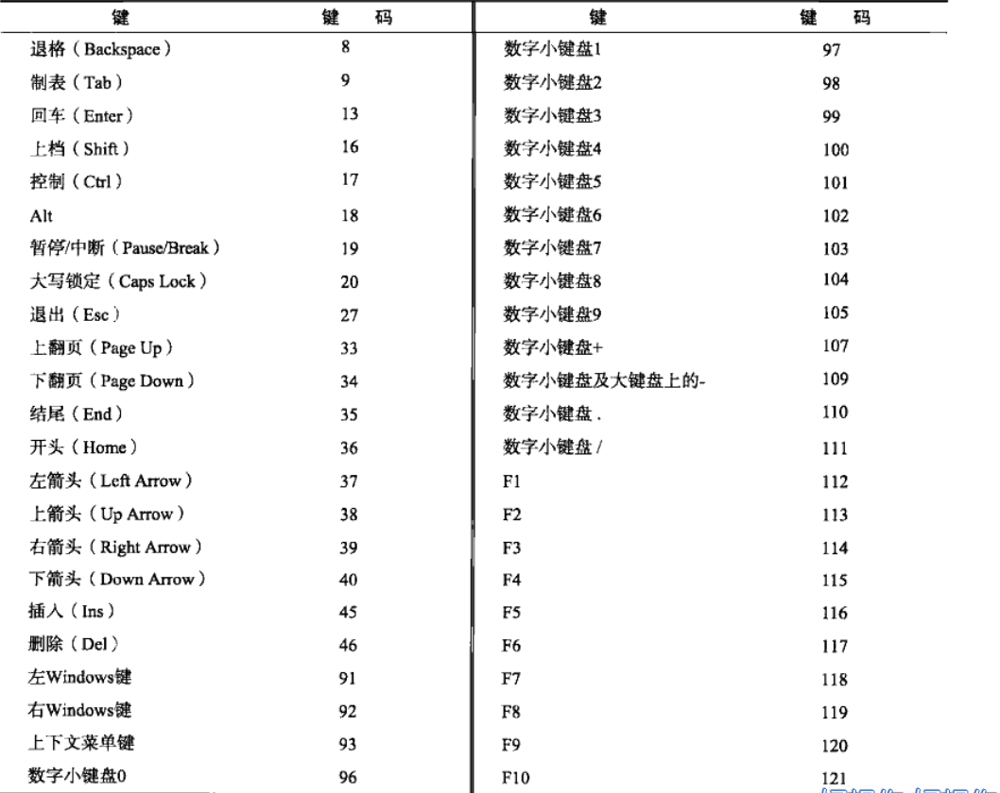 键 键 码 键 键 码
退格（Backspace） 8 数字小键盘1 97
制表（Tab） 9 数字小键盘2 98
回车（Enter） 13 数字小键盘3 99
上档（Shift） 16 数字小键盘4 100
控制（Ctrl） 17 数字小键盘5 101
Alt 18 数字小键盘6 102
暂停/中断（Pause/Break） 19 数字小键盘7 103
大写锁定（Caps Lock） 20 数字小键盘8 104
退出（Esc） 27 数字小键盘9 105
上翻页（Page Up） 33 数字小键盘+ 107
下翻页（Page Down） 34 数字小键盘及大键盘上的- 109
结尾（End） 35 数字小键盘 . 110
开头（Home） 36 数字小键盘 / 111
左箭头（Left Arrow） 37 F1 112
上箭头（Up Arrow） 38 F2 113
右箭头（Right Arrow） 39 F3 114
下箭头（Down Arrow） 40 F4 115
插入（Ins） 45 F5 116
删除（Del） 46 F6 117
左Windows键 91 F7 118
右Windows键 92 F8 119
上下文菜单键 93 F9 120
数字小键盘0 96 F10 121